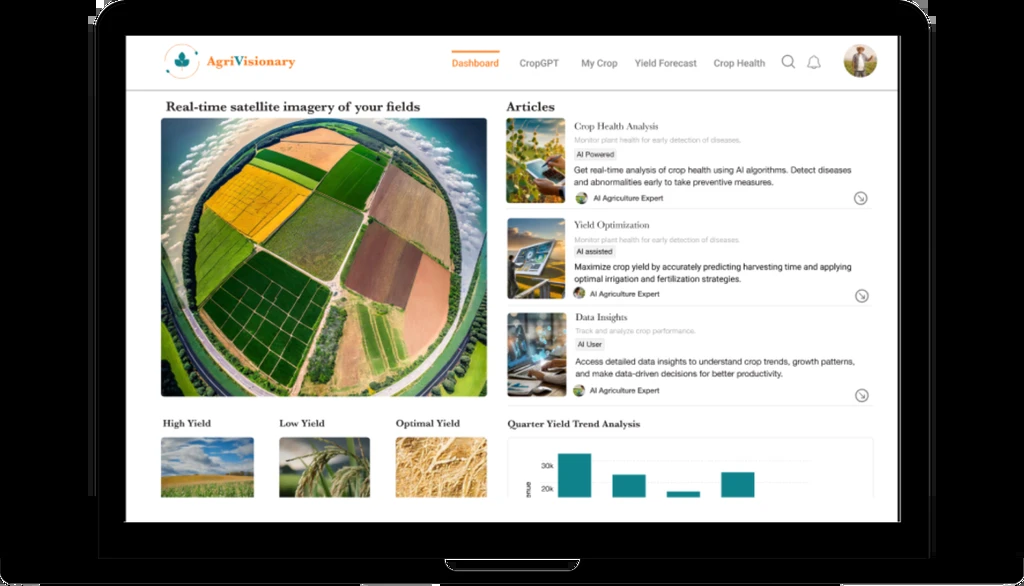 AgriVisionary
Dashboard
CropGPT
My Crop
Yield Forecast
Crop Health
Real-time satellite imagery of your fields
Articles
Crop Health Analysis
Monitor plant health for early detection of diseases.
AI Powered
Get real-time analysis of crop health using AI algorithms. Detect diseases
and abnormalities early to take preventive measures.
AI Agriculture Expert
Yield Optimization
Monitor plant health for early detection of diseases.
AI assisted
Maximize crop yield by accurately predicting harvesting time and applying
optimal irrigation and fertilization strategies.
AI Agriculture Expert
Data Insights
Track and analyze crop performance.
AI User
Access detailed data insights to understand crop trends, growth patterns,
and make data-driven decisions for better productivity.
AI Agriculture Expert
High Yield
Low Yield
Optimal Yield
Quarter Yield Trend Analysis
30k
20k